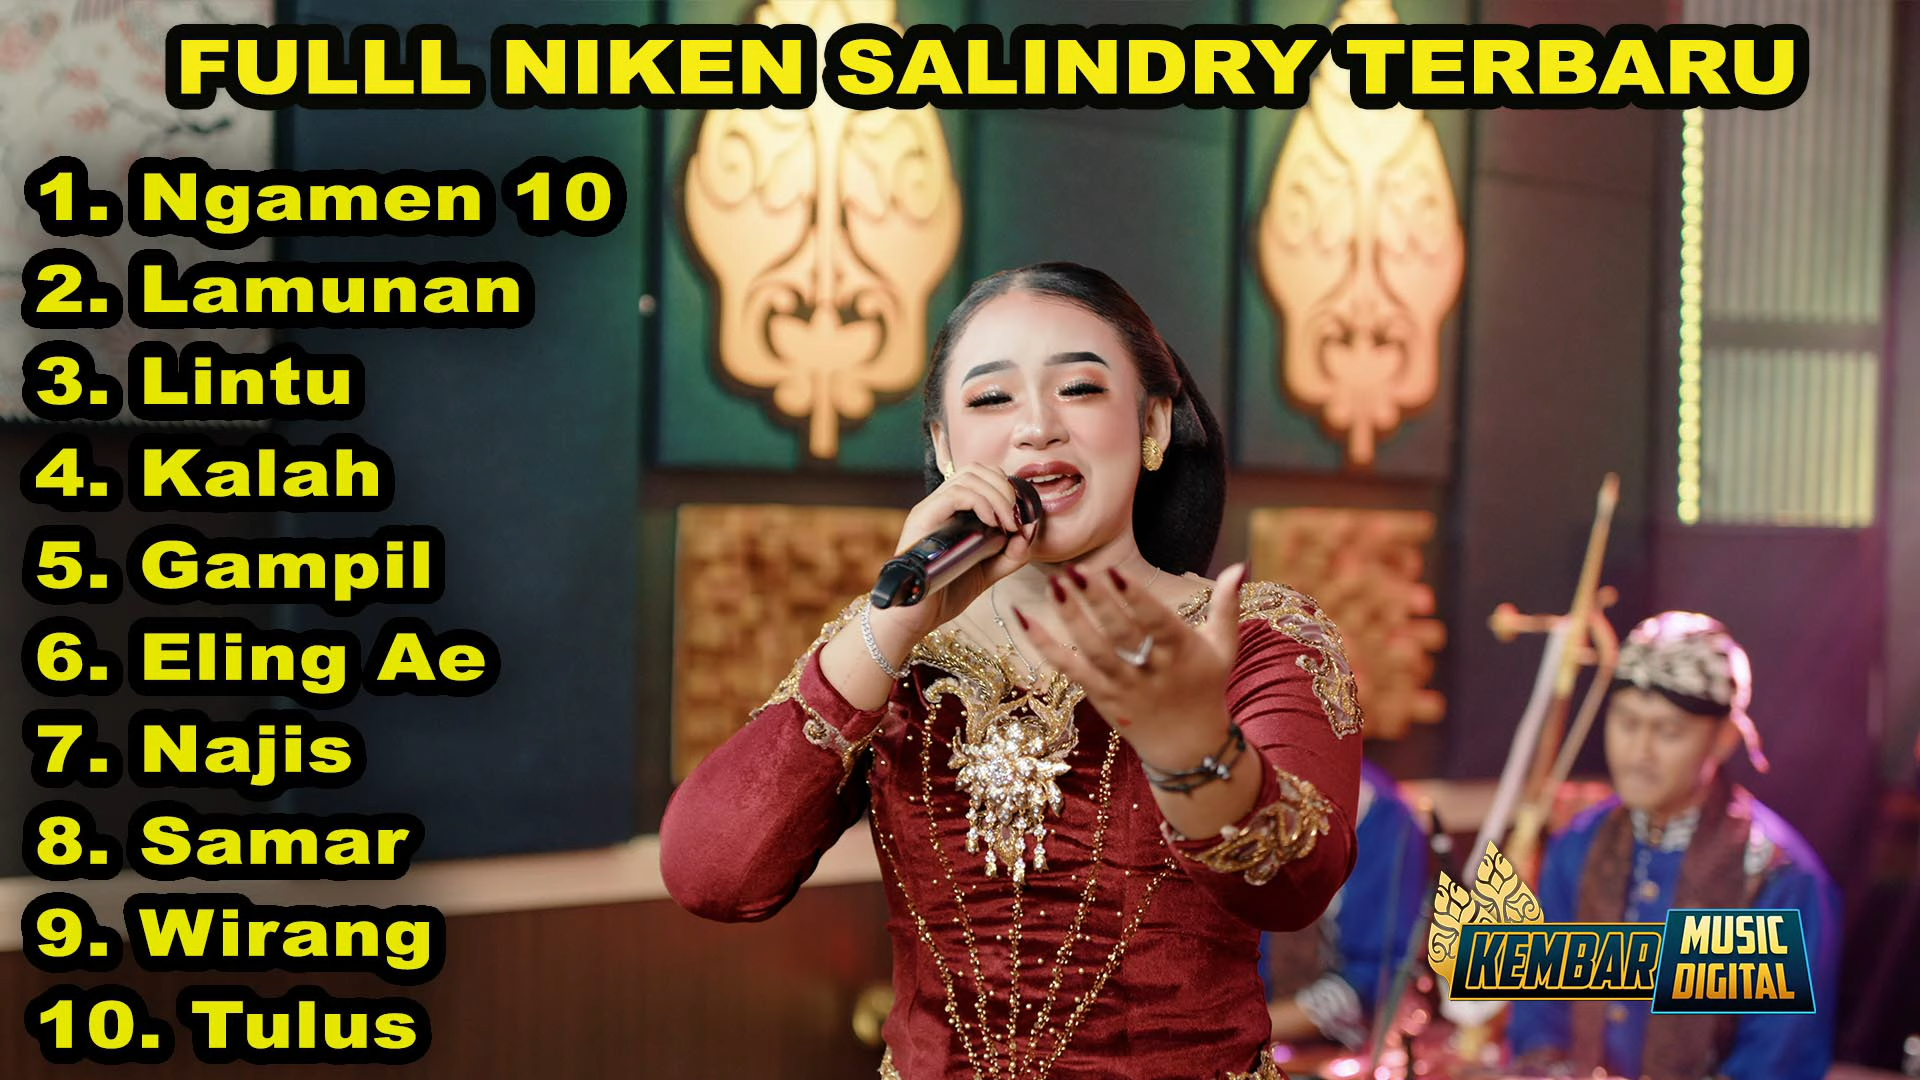 FULLL NIKEN SALINDRY TERBARU
1. Ngamen 10
2. Lamunan
3. Lintu
4. Kalah
5. Gampil
6. Eling Ae
7. Najis
8. Samar
9. Wirang
10. Tulus
KEMBAR MUSIC
DIGITAL